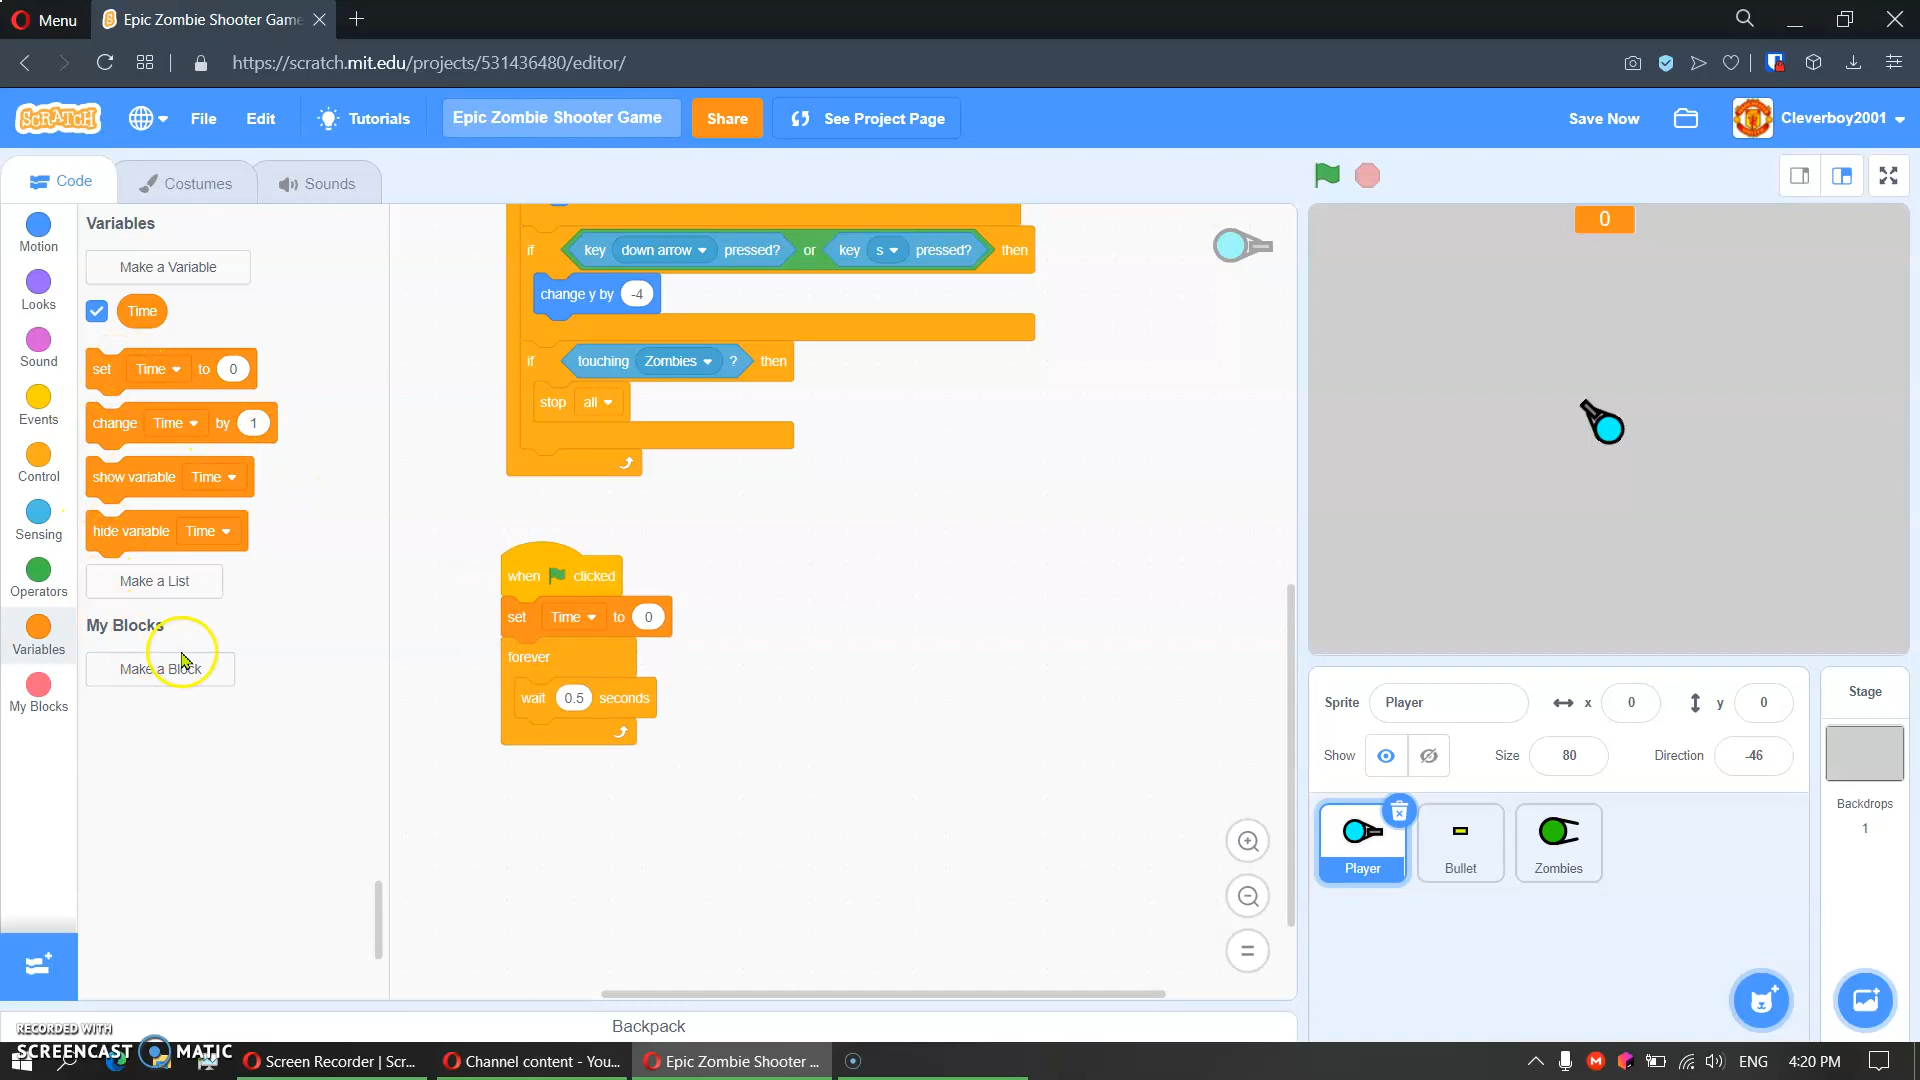 Menu
Epic Zombie Shooter Game
https://scratch.mit.edu/projects/531436480/editor/
SCRATCH
File
Edit
Tutorials
Epic Zombie Shooter Game
Share
See Project Page
Save Now
Cleverboy2001
Code
Costumes
Sounds
Motion
Looks
Sound
Events
Control
Sensing
Operators
Variables
My Blocks
Variables
Make a Variable
Time
set Time to 0
change Time by 1
show variable Time
hide variable Time
Make a List
My Blocks
Make a Block
if key down arrow pressed? or key s pressed? then
change y by -4
if touching Zombies ? then
stop all
when clicked
set Time to 0
forever
wait 0.5 seconds
0
Sprite Player x 0 y 0
Show Size 80 Direction -46
Player
Bullet
Zombies
Stage
Backdrops
1
Backpack
RECORDED WITH
SCREENCAST MATIC
Screen Recorder | Scr...
Channel content - You...
Epic Zombie Shooter ...
ENG
4:20 PM